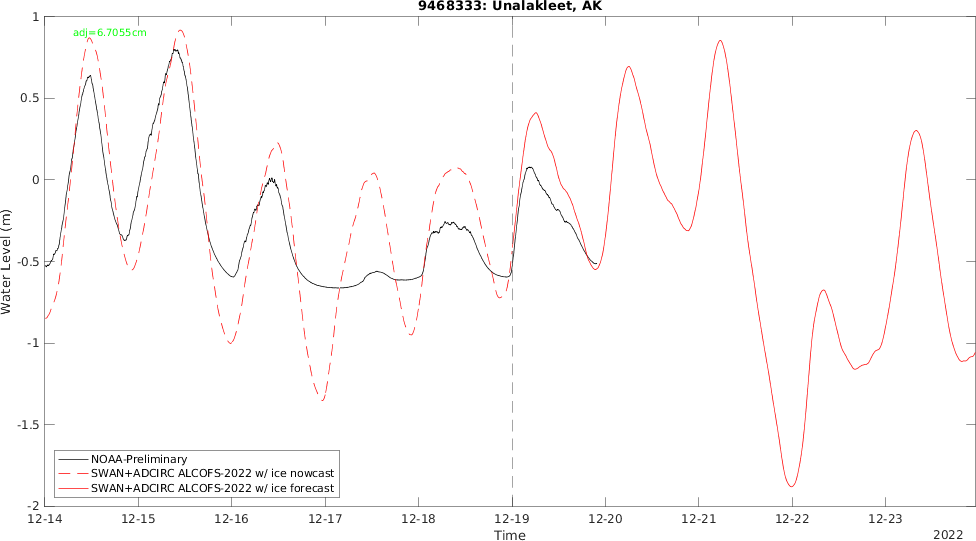 9468333: Unalakleet, AK
adj=6.7055cm
1
0.5
0
-0.5
-1
-1.5
-2
Water Level (m)
NOAA-Preliminary
SWAN+ADCIRC ALCOFS-2022 w/ ice nowcast
SWAN+ADCIRC ALCOFS-2022 w/ ice forecast
12-14 12-15 12-16 12-17 12-18 12-19 12-20 12-21 12-22 12-23
Time
2022